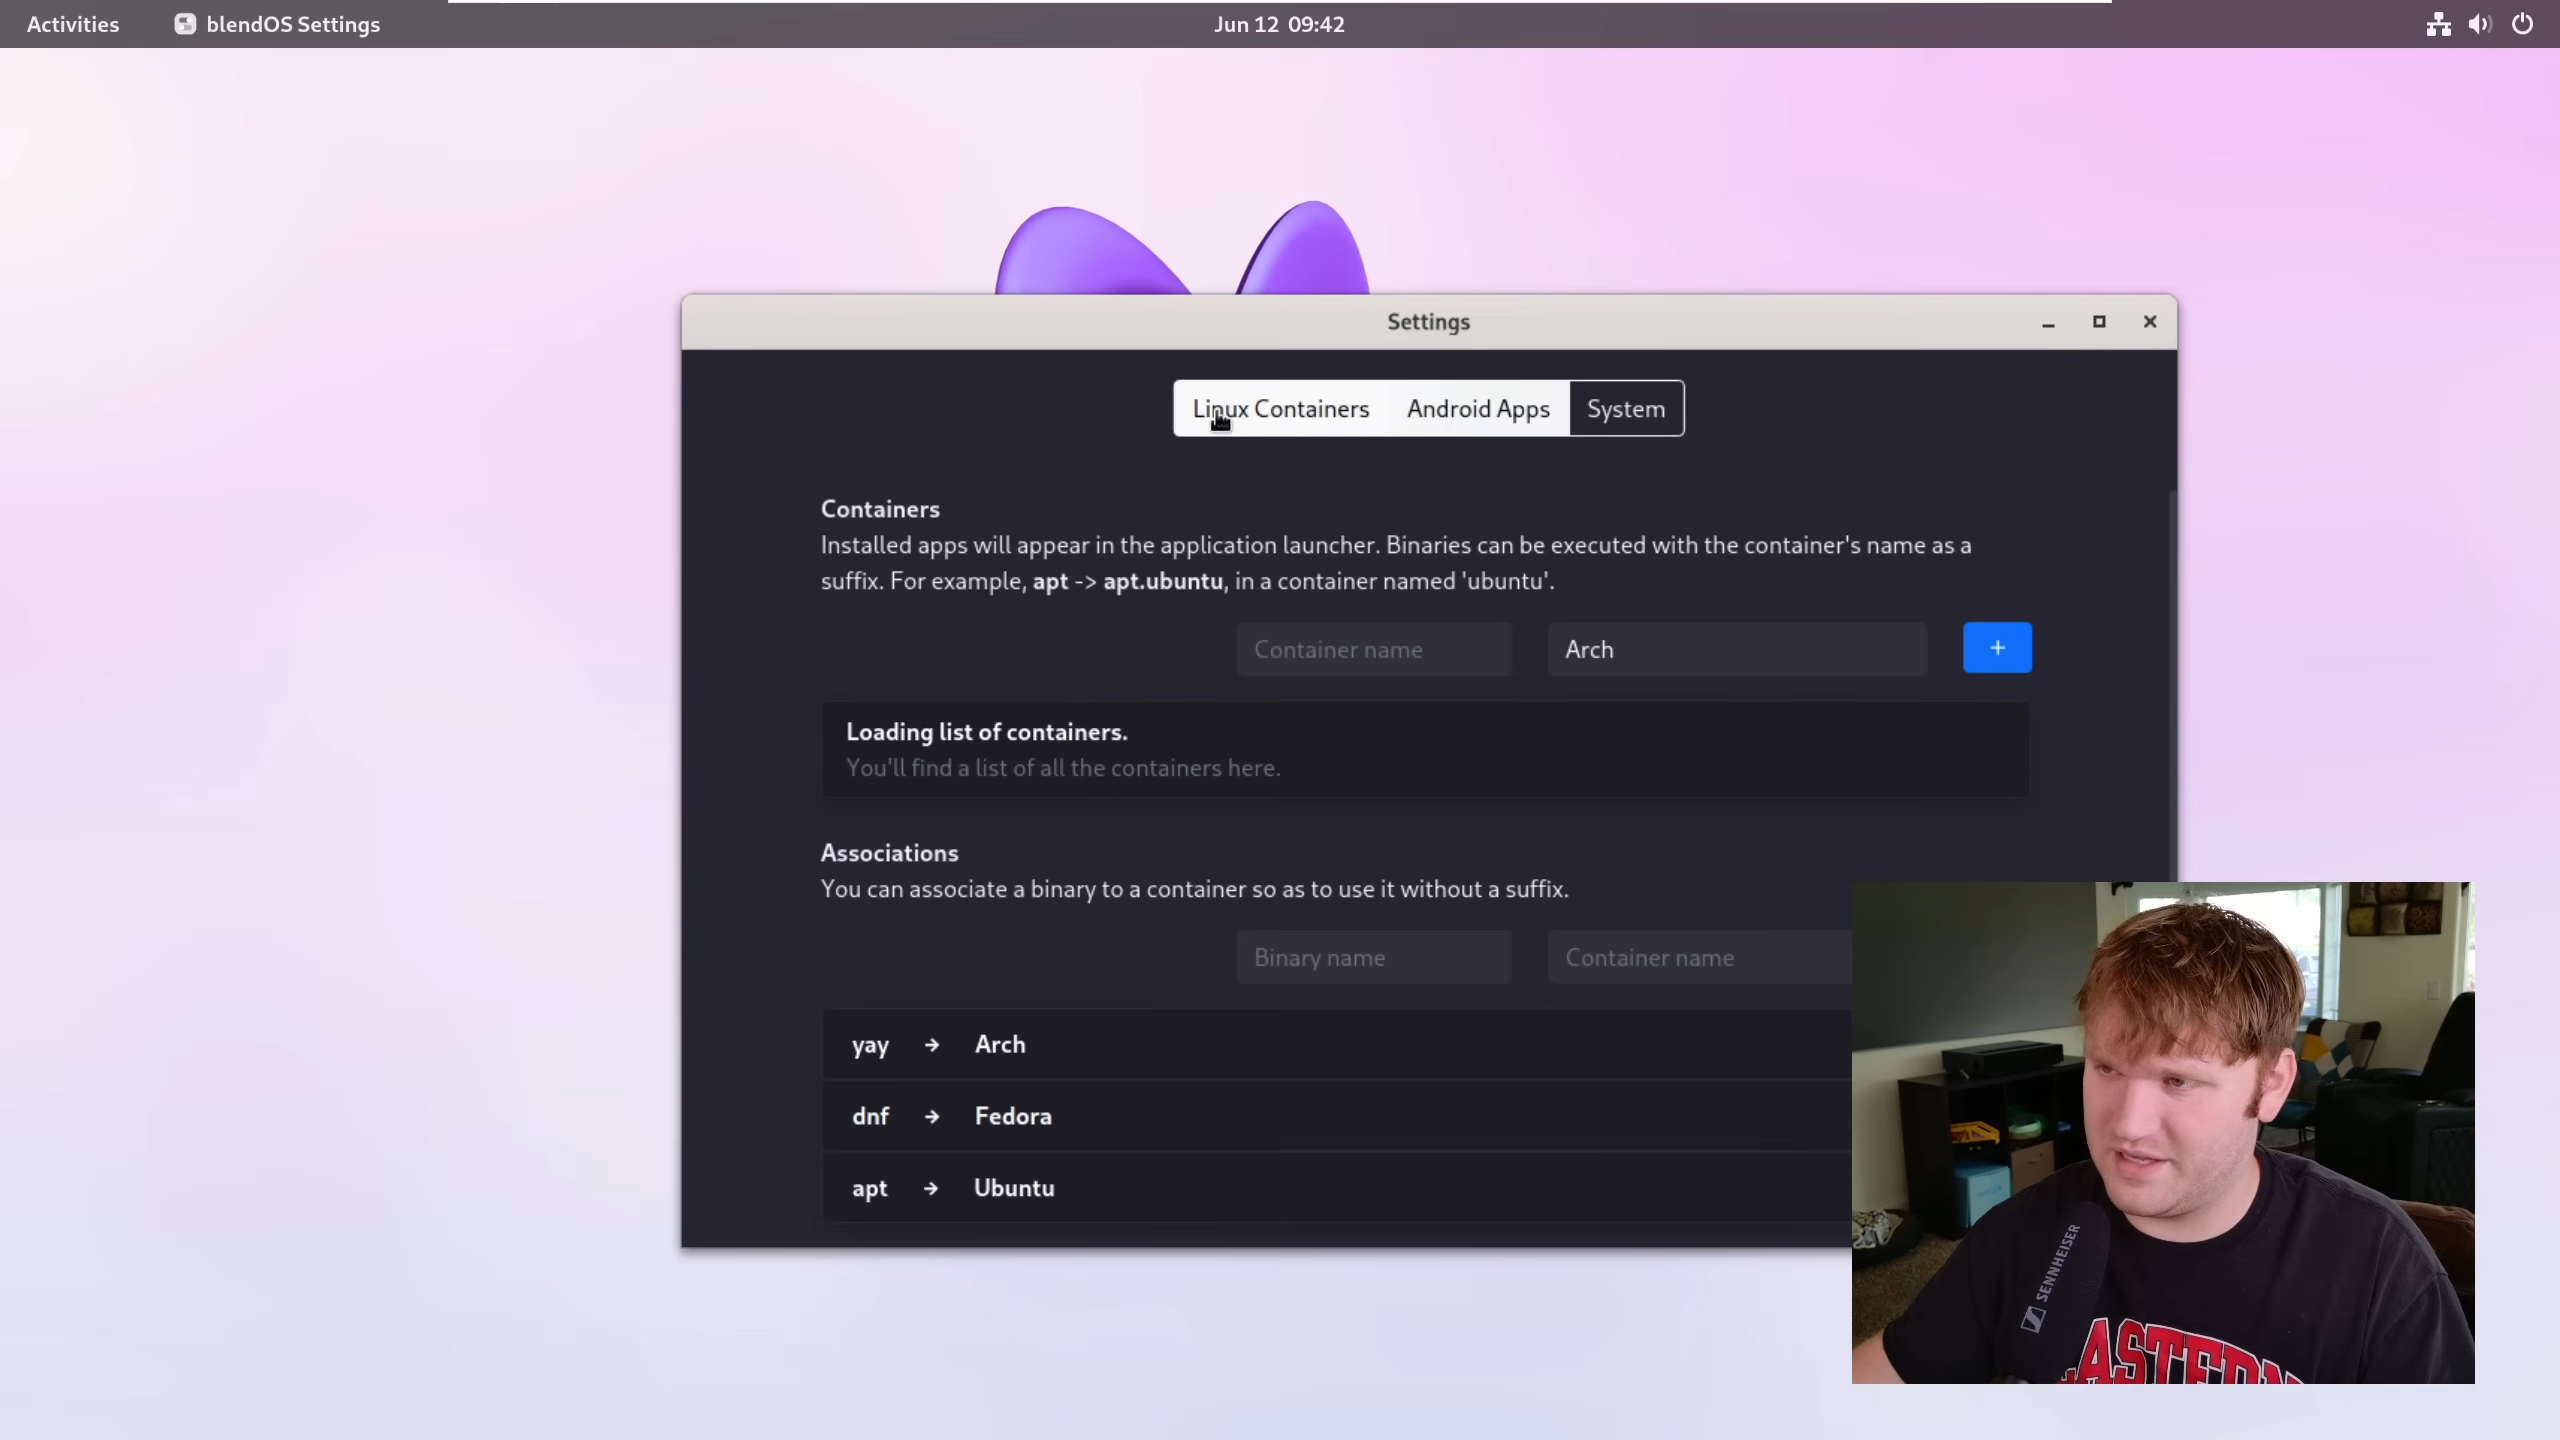 Activities
blendOS Settings
Jun 12 09:42
Settings
Linux Containers
Android Apps
System
Containers
Installed apps will appear in the application launcher. Binaries can be executed with the container's name as a
suffix. For example, apt -> apt.ubuntu, in a container named 'ubuntu'.
Container name
Arch
+
Loading list of containers.
You'll find a list of all the containers here.
Associations
You can associate a binary to a container so as to use it without a suffix.
Binary name
Container name
yay → Arch
dnf → Fedora
apt → Ubuntu
SENNHEISER
EASTERN